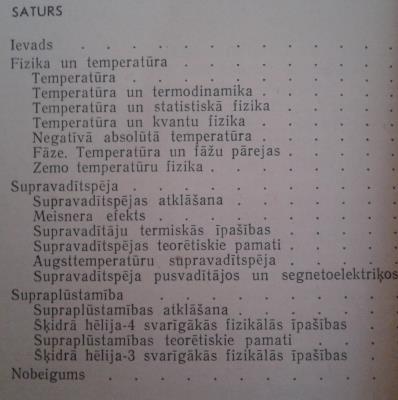 SATURS
Ievads . . . . . . . . . . . .
Fizika un temperatūra . . . . . . . .
Temperatūra . . . . . . . . . .
Temperatūra un termodinamika . . . . .
Temperatūra un statistiskā fizika . . . .
Temperatūra un kvantu fizika . . . . .
Negatīvā absolūtā temperatūra . . . . .
Fāze. Temperatūra un fāžu pārejas . . . .
Zemo temperatūru fizika . . . . . .
Supravadītspēja . . . . . . . . . .
Supravadītspējas atklāšana . . . . . .
Meisnera efekts . . . . . . . . .
Supravadītāju termiskās īpašības . . . .
Supravadītspējas teorētiskie pamati . . . .
Augsttemperatūru supravadītspēja . . . .
Supravadītspēja pusvadītājos un segnetoelektriķos
Supraplūstamība . . . . . . . . .
Supraplūstamības atklāšana . . . . . .
Šķidrā hēlija-4 svarīgākās fizikālās īpašības . .
Supraplūstamības teorētiskie pamati . . . .
Šķidrā hēlija-3 svarīgākās fizikālās īpašības . .
Nobeigums . . . . . . . . . . .